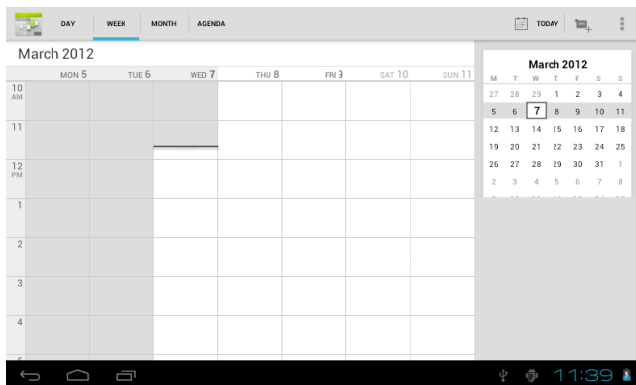 DAY WEEK MONTH AGENDA TODAY
March 2012
MON 5 TUE 6 WED 7 THU 8 FRI 9 SAT 10 SUN 11
10
AM
11
12
PM
1
2
3
4
March 2012
M T W T F S S
27 28 29 1 2 3 4
5 6 7 8 9 10 11
12 13 14 15 16 17 18
19 20 21 22 23 24 25
26 27 28 29 30 31 1
2 3 4 5 6 7 8
11:39